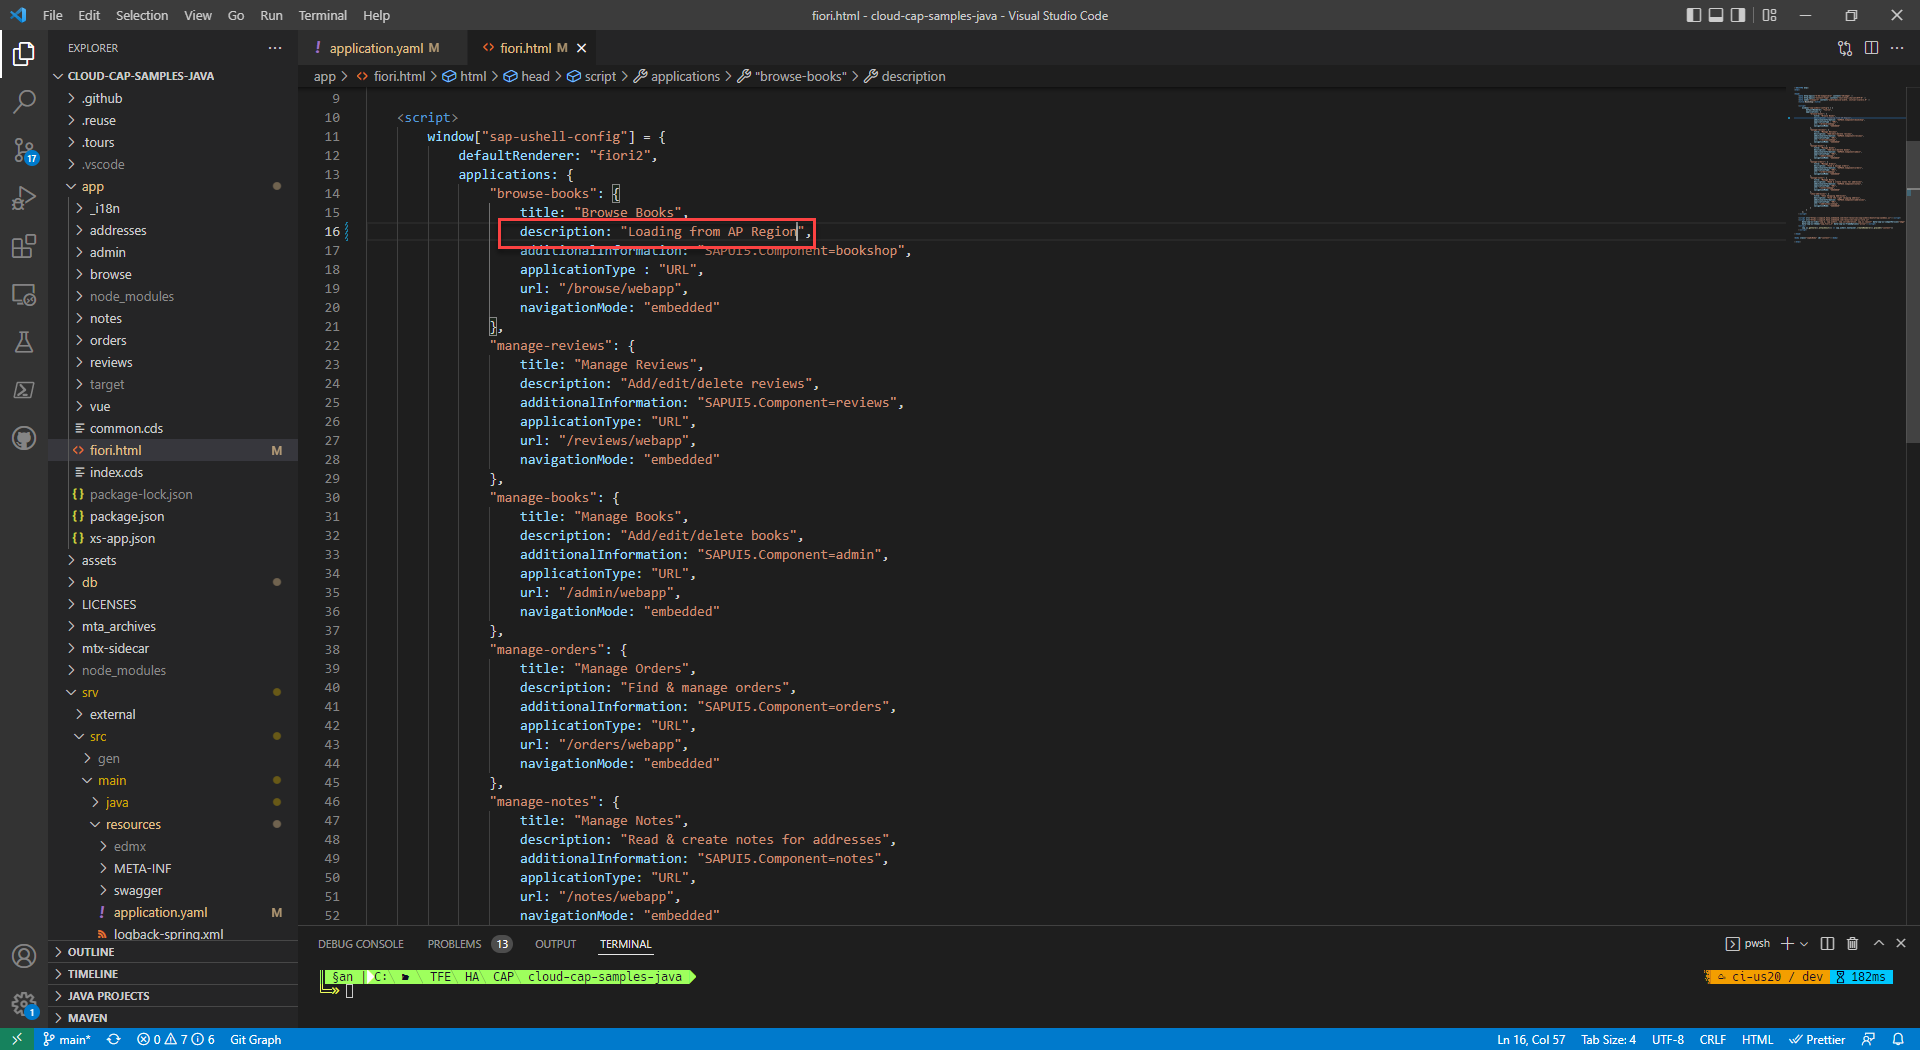 File Edit Selection View Go Run Terminal Help
fiori.html - cloud-cap-samples-java - Visual Studio Code
EXPLORER
CLOUD-CAP-SAMPLES-JAVA
.github
.reuse
.tours
.vscode
app
_i18n
addresses
admin
browse
node_modules
notes
orders
reviews
target
vue
common.cds
fiori.html M
index.cds
package-lock.json
package.json
xs-app.json
assets
db
LICENSES
mta_archives
mtx-sidecar
node_modules
srv
external
src
gen
main
java
resources
edmx
META-INF
swagger
application.yaml M
logback-spring.xml
OUTLINE
TIMELINE
JAVA PROJECTS
MAVEN
17
1
application.yaml M
fiori.html M
app > fiori.html > html > head > script > applications > "browse-books" > description
9
10 <script>
11 window["sap-ushell-config"] = {
12 defaultRenderer: "fiori2",
13 applications: {
14 "browse-books": {
15 title: "Browse Books",
16 description: "Loading from AP Region",
17 additionalInformation: "SAPUI5.Component=bookshop",
18 applicationType : "URL",
19 url: "/browse/webapp",
20 navigationMode: "embedded"
21 },
22 "manage-reviews": {
23 title: "Manage Reviews",
24 description: "Add/edit/delete reviews",
25 additionalInformation: "SAPUI5.Component=reviews",
26 applicationType: "URL",
27 url: "/reviews/webapp",
28 navigationMode: "embedded"
29 },
30 "manage-books": {
31 title: "Manage Books",
32 description: "Add/edit/delete books",
33 additionalInformation: "SAPUI5.Component=admin",
34 applicationType: "URL",
35 url: "/admin/webapp",
36 navigationMode: "embedded"
37 },
38 "manage-orders": {
39 title: "Manage Orders",
40 description: "Find & manage orders",
41 additionalInformation: "SAPUI5.Component=orders",
42 applicationType: "URL",
43 url: "/orders/webapp",
44 navigationMode: "embedded"
45 },
46 "manage-notes": {
47 title: "Manage Notes",
48 description: "Read & create notes for addresses",
49 additionalInformation: "SAPUI5.Component=notes",
50 applicationType: "URL",
51 url: "/notes/webapp",
52 navigationMode: "embedded"
DEBUG CONSOLE PROBLEMS 13 OUTPUT TERMINAL
pwsh
§an C: \ \ TFE\ HA\ CAP\ cloud-cap-samples-java
ci-us20 / dev 182ms
main* 0 7 6 Git Graph
Ln 16, Col 57 Tab Size: 4 UTF-8 CRLF HTML Prettier